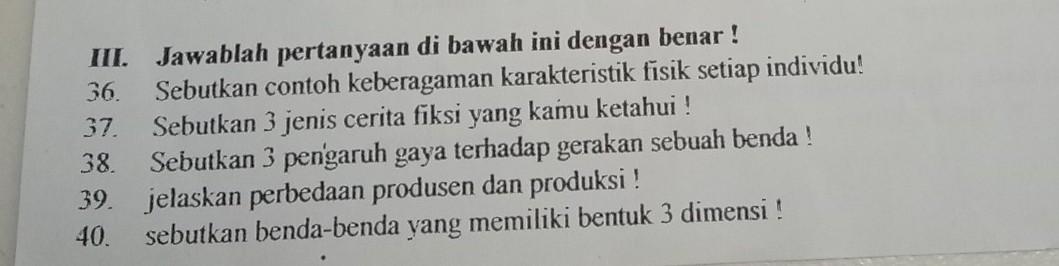 III. Jawablah pertanyaan di bawah ini dengan benar !
36. Sebutkan contoh keberagaman karakteristik fisik setiap individu!
37. Sebutkan 3 jenis cerita fiksi yang kamu ketahui !
38. Sebutkan 3 pengaruh gaya terhadap gerakan sebuah benda !
39. jelaskan perbedaan produsen dan produksi !
40. sebutkan benda-benda yang memiliki bentuk 3 dimensi !